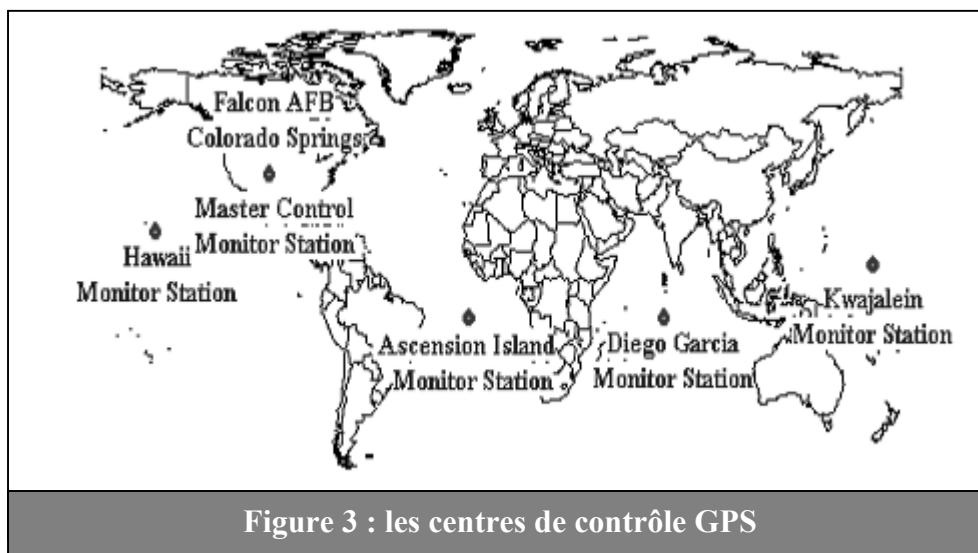 Falcon AFB
Colorado Springs
Master Control
Monitor Station
Hawaii
Monitor Station
Ascension Island
Monitor Station
Diego Garcia
Monitor Station
Kwajalein
Monitor Station
Figure 3 : les centres de contrôle GPS